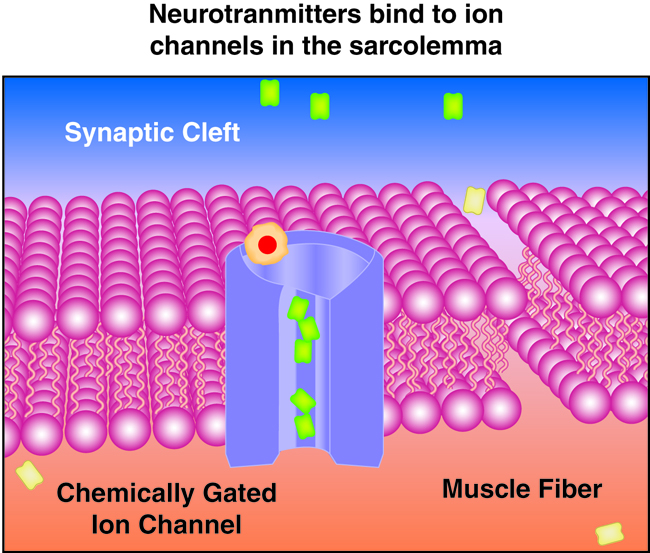 Neurotranmitters bind to ion
channels in the sarcolemma
Synaptic Cleft
Chemically Gated
Ion Channel
Muscle Fiber